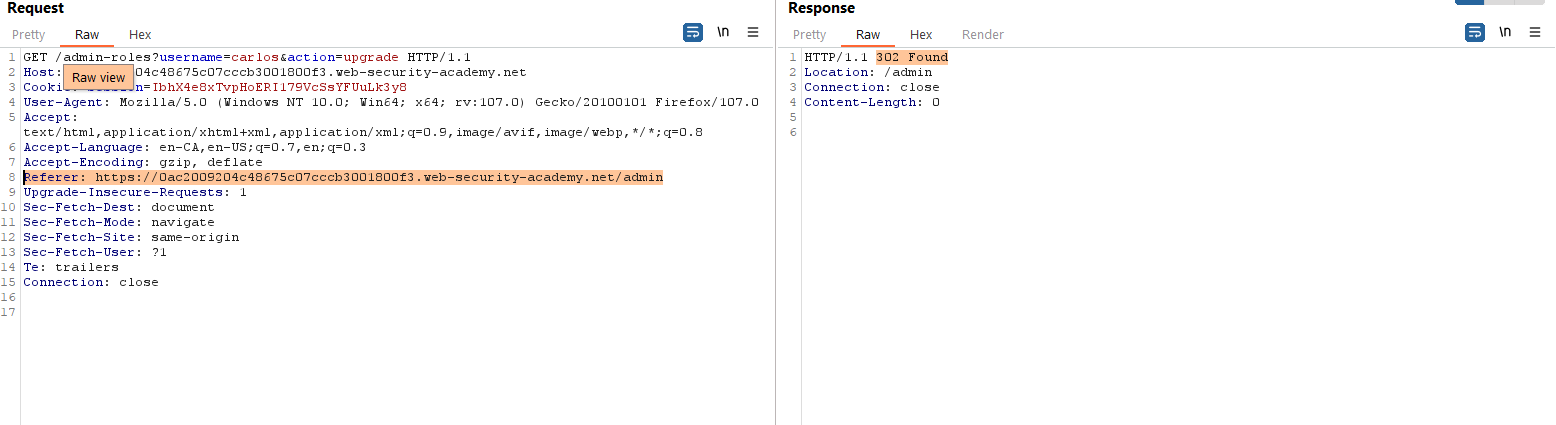 Request
Pretty Raw Hex \n
1 GET /admin-roles?username=carlos&action=upgrade HTTP/1.1
2 Host: 04c48675c07cccb3001800f3.web-security-academy.net
Raw view
3 Cookie: session=IbhX4e8xTvpHoERI179VcSsYFUuLk3y8
4 User-Agent: Mozilla/5.0 (Windows NT 10.0; Win64; x64; rv:107.0) Gecko/20100101 Firefox/107.0
5 Accept:
text/html,application/xhtml+xml,application/xml;q=0.9,image/avif,image/webp,*/*;q=0.8
6 Accept-Language: en-CA,en-US;q=0.7,en;q=0.3
7 Accept-Encoding: gzip, deflate
8 Referer: https://0ac2009204c48675c07cccb3001800f3.web-security-academy.net/admin
9 Upgrade-Insecure-Requests: 1
10 Sec-Fetch-Dest: document
11 Sec-Fetch-Mode: navigate
12 Sec-Fetch-Site: same-origin
13 Sec-Fetch-User: ?1
14 Te: trailers
15 Connection: close
16
17
Response
Pretty Raw Hex Render \n
1 HTTP/1.1 302 Found
2 Location: /admin
3 Connection: close
4 Content-Length: 0
5
6